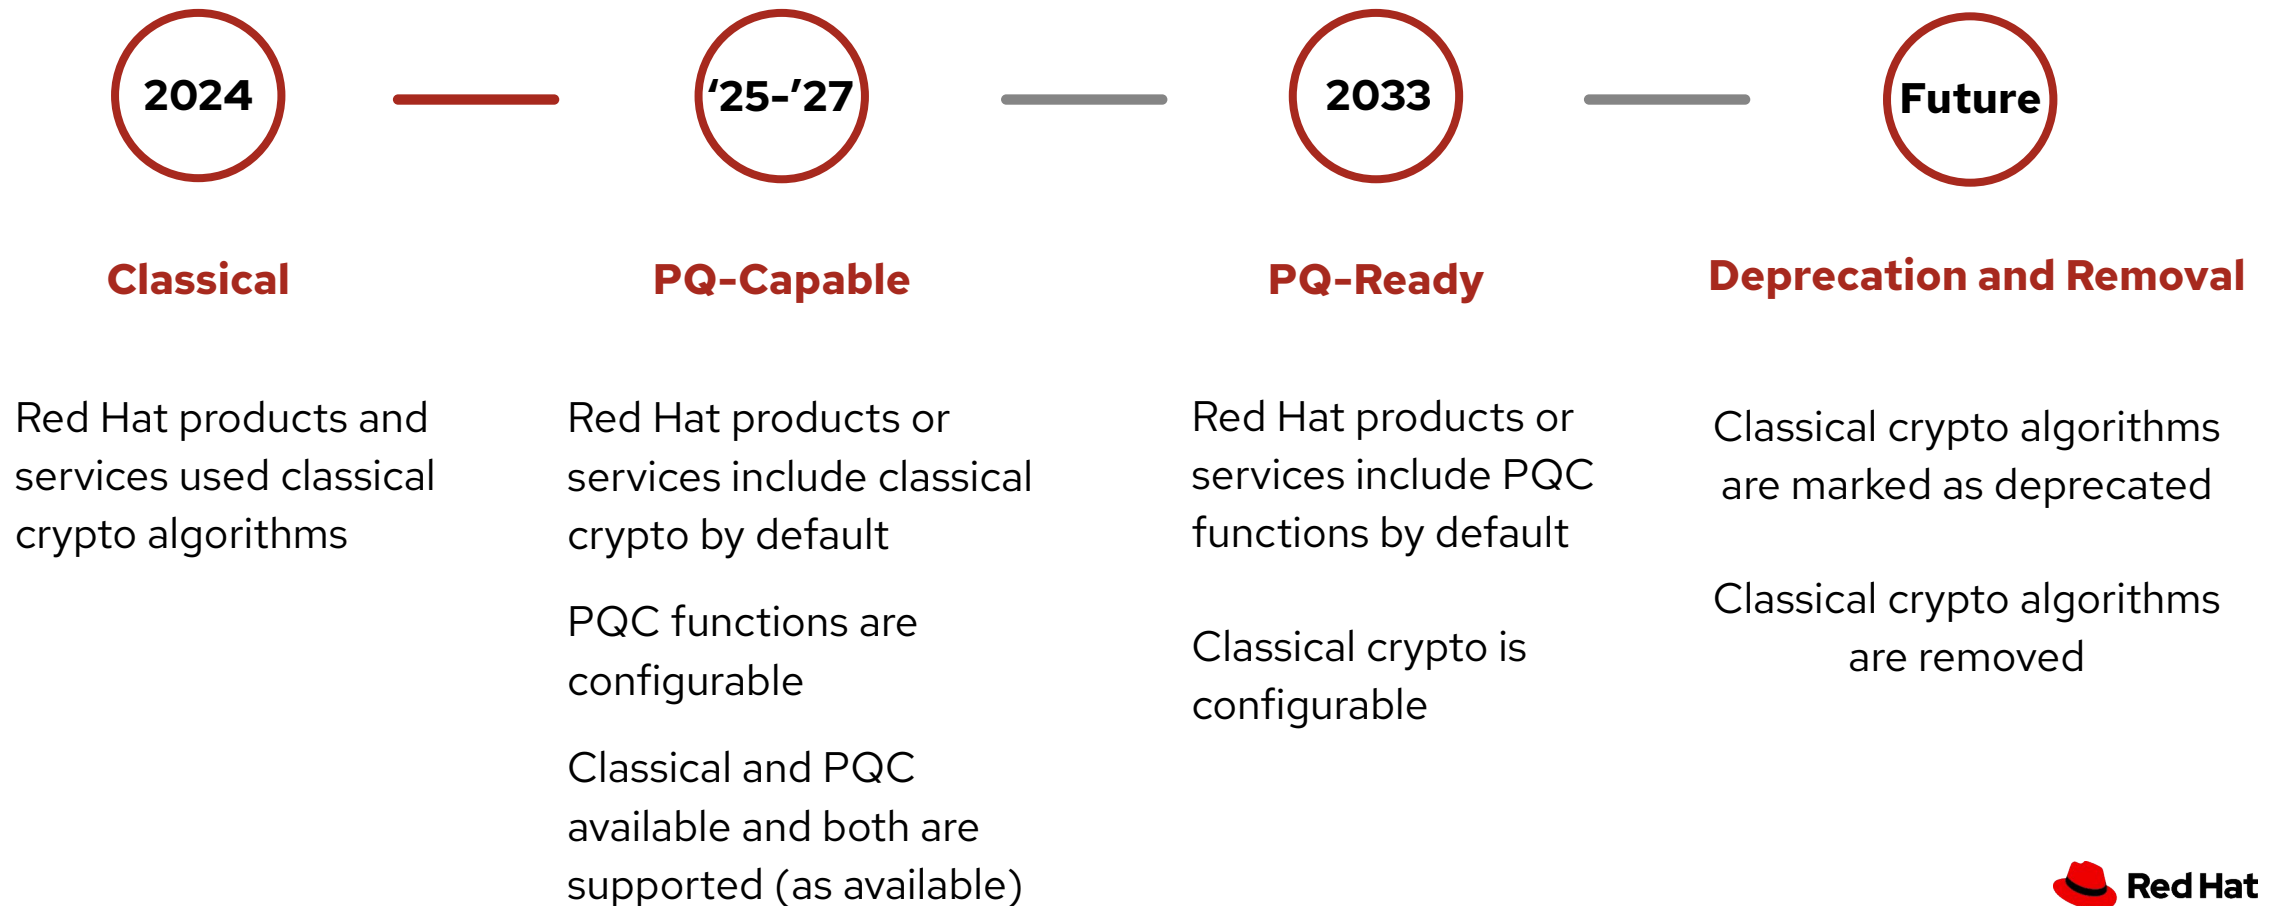 2024
‘25-’27
2033
Future
Classical
PQ-Capable
PQ-Ready
Deprecation and Removal
Red Hat products and
services used classical
crypto algorithms
Red Hat products or
services include classical
crypto by default
PQC functions are
configurable
Classical and PQC
available and both are
supported (as available)
Red Hat products or
services include PQC
functions by default
Classical crypto is
configurable
Classical crypto algorithms
are marked as deprecated
Classical crypto algorithms
are removed
Red Hat